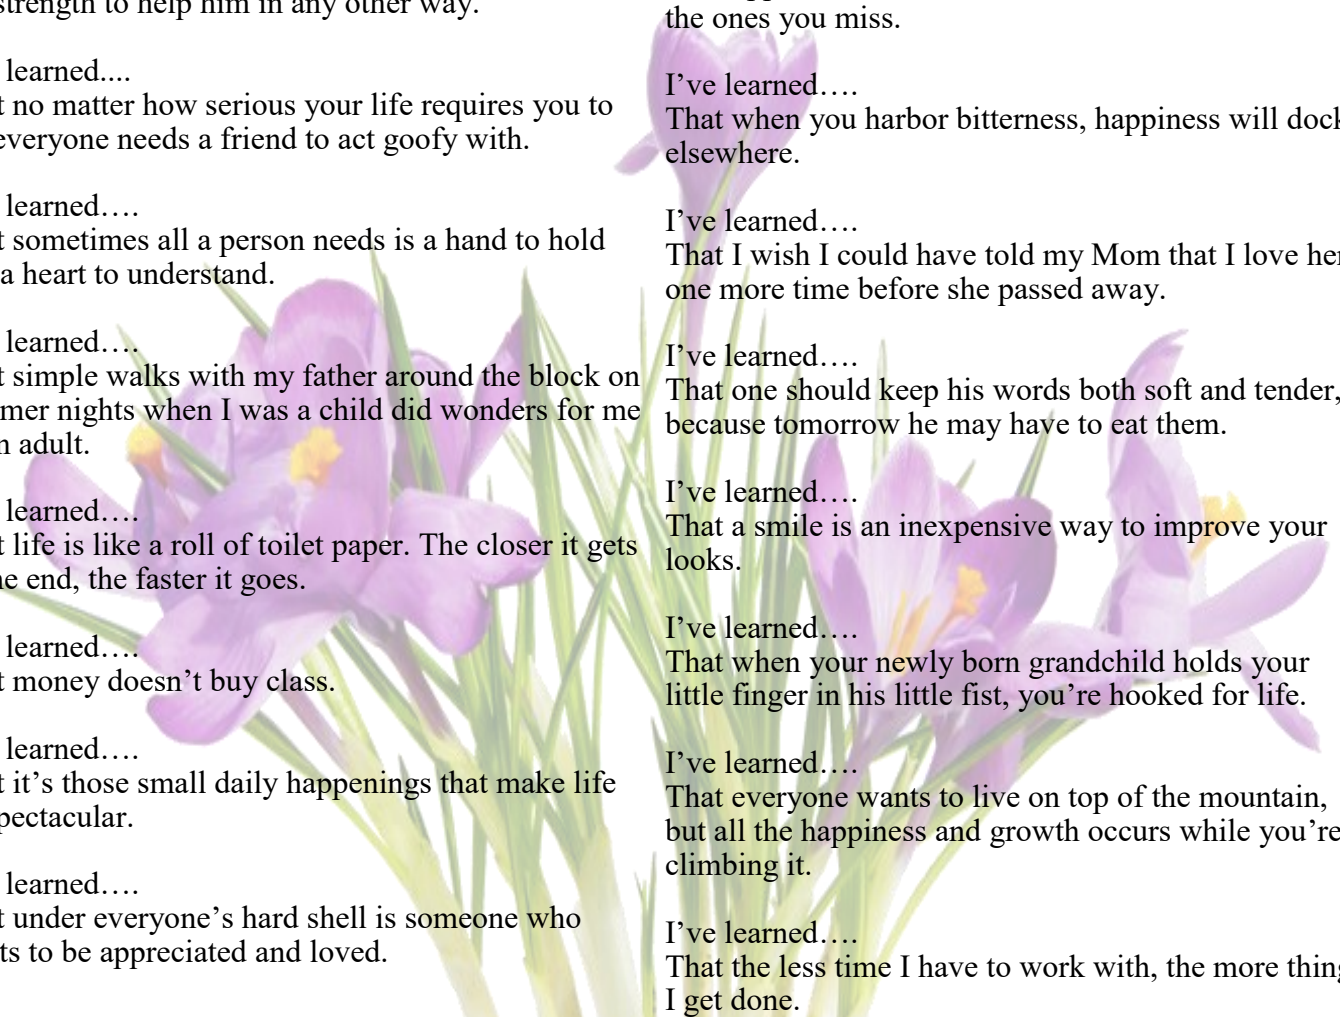 strength to help him in any other way.
learned....
no matter how serious your life requires you to
everyone needs a friend to act goofy with.
learned….
sometimes all a person needs is a hand to hold
a heart to understand.
learned….
simple walks with my father around the block on
mer nights when I was a child did wonders for me
adult.
learned….
life is like a roll of toilet paper. The closer it gets
end, the faster it goes.
learned….
money doesn’t buy class.
learned….
it’s those small daily happenings that make life
pectacular.
learned….
under everyone’s hard shell is someone who
ts to be appreciated and loved.
the ones you miss.
I’ve learned….
That when you harbor bitterness, happiness will dock
elsewhere.
I’ve learned….
That I wish I could have told my Mom that I love her
one more time before she passed away.
I’ve learned….
That one should keep his words both soft and tender,
because tomorrow he may have to eat them.
I’ve learned….
That a smile is an inexpensive way to improve your
looks.
I’ve learned….
That when your newly born grandchild holds your
little finger in his little fist, you’re hooked for life.
I’ve learned….
That everyone wants to live on top of the mountain,
but all the happiness and growth occurs while you’re
climbing it.
I’ve learned….
That the less time I have to work with, the more thing
I get done.